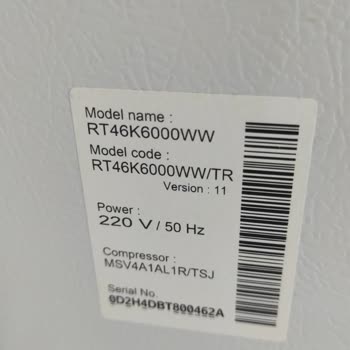 Model name :
RT46K6000WW
Model code :
RT46K6000WW/TR
Version : 11
Power :
220 V / 50 Hz
Compressor :
MSV4A1AL1R/TSJ
Serial No.
0D2H4DBT800462A